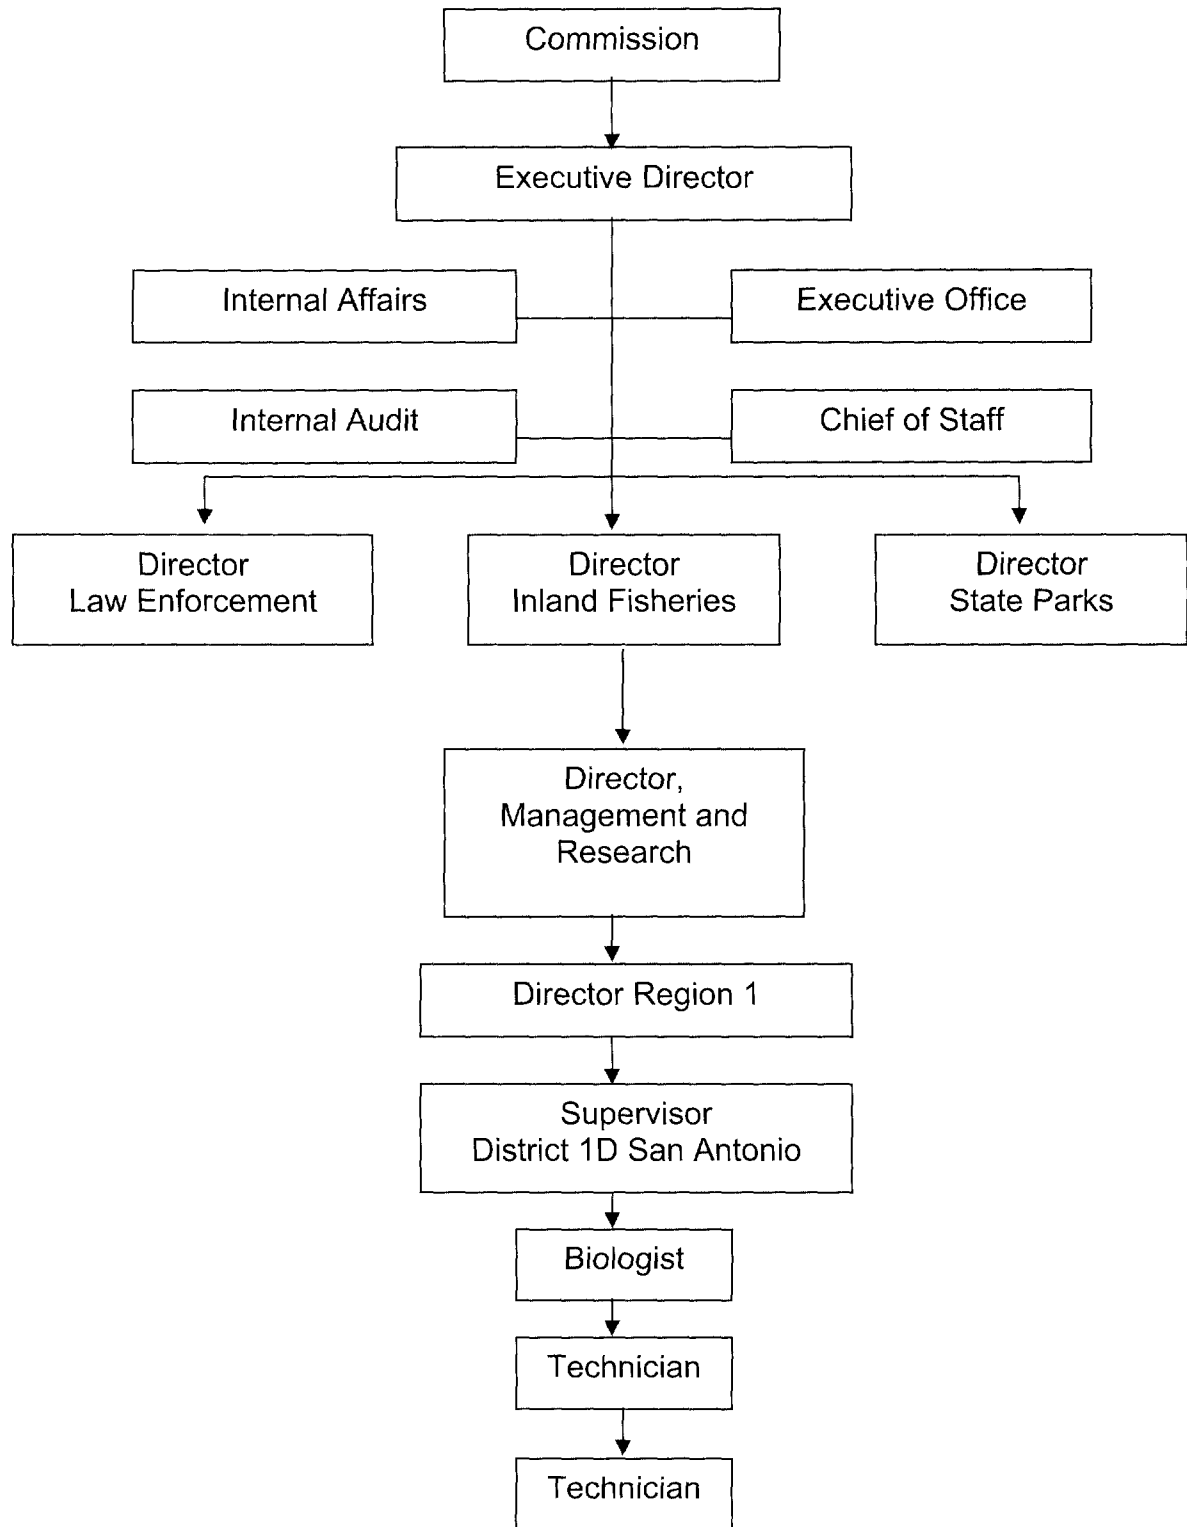 Commission
Executive Director
Internal Affairs
Executive Office
Internal Audit
Chief of Staff
Director
Law Enforcement
Director
Inland Fisheries
Director
State Parks
Director,
Management and
Research
Director Region 1
Supervisor
District 1D San Antonio
Biologist
Technician
Technician